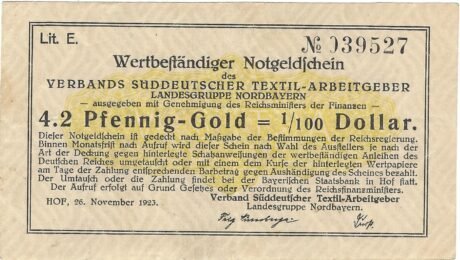 Lit. E.
№ 039527
Wertbeständiger Notgeldschein
des
VERBANDS SÜDDEUTSCHER TEXTIL-ARBEITGEBER
LANDESGRUPPE NORDBAYERN
— ausgegeben mit Genehmigung des Reichsministers der Finanzen —
4.2 Pfennig-Gold = 1/100 Dollar.
Dieser Notgeldschein ist gedeckt nach Maßgabe der Bestimmungen der Reichsregierung.
Binnen Monatsfrist nach Aufruf wird dieser Schein nach Wahl des Ausstellers je nach der
Art der Deckung gegen hinterlegte Schatzanweisungen der wertbeständigen Anleihen des
Deutschen Reiches umgetauscht oder mit einem dem Kurse der hinterlegten Wertpapiere
am Tage der Zahlung entsprechenden Barbetrag gegen Aushändigung des Scheines bezahlt.
Der Umtausch oder die Zahlung findet bei der Bayerischen Staatsbank in Hof statt.
Der Aufruf erfolgt auf Grund Gesetzes oder Verordnung des Reichsfinanzministers.
HOF, 26. November 1923.
Verband Süddeutscher Textil-Arbeitgeber
Landesgruppe Nordbayern.